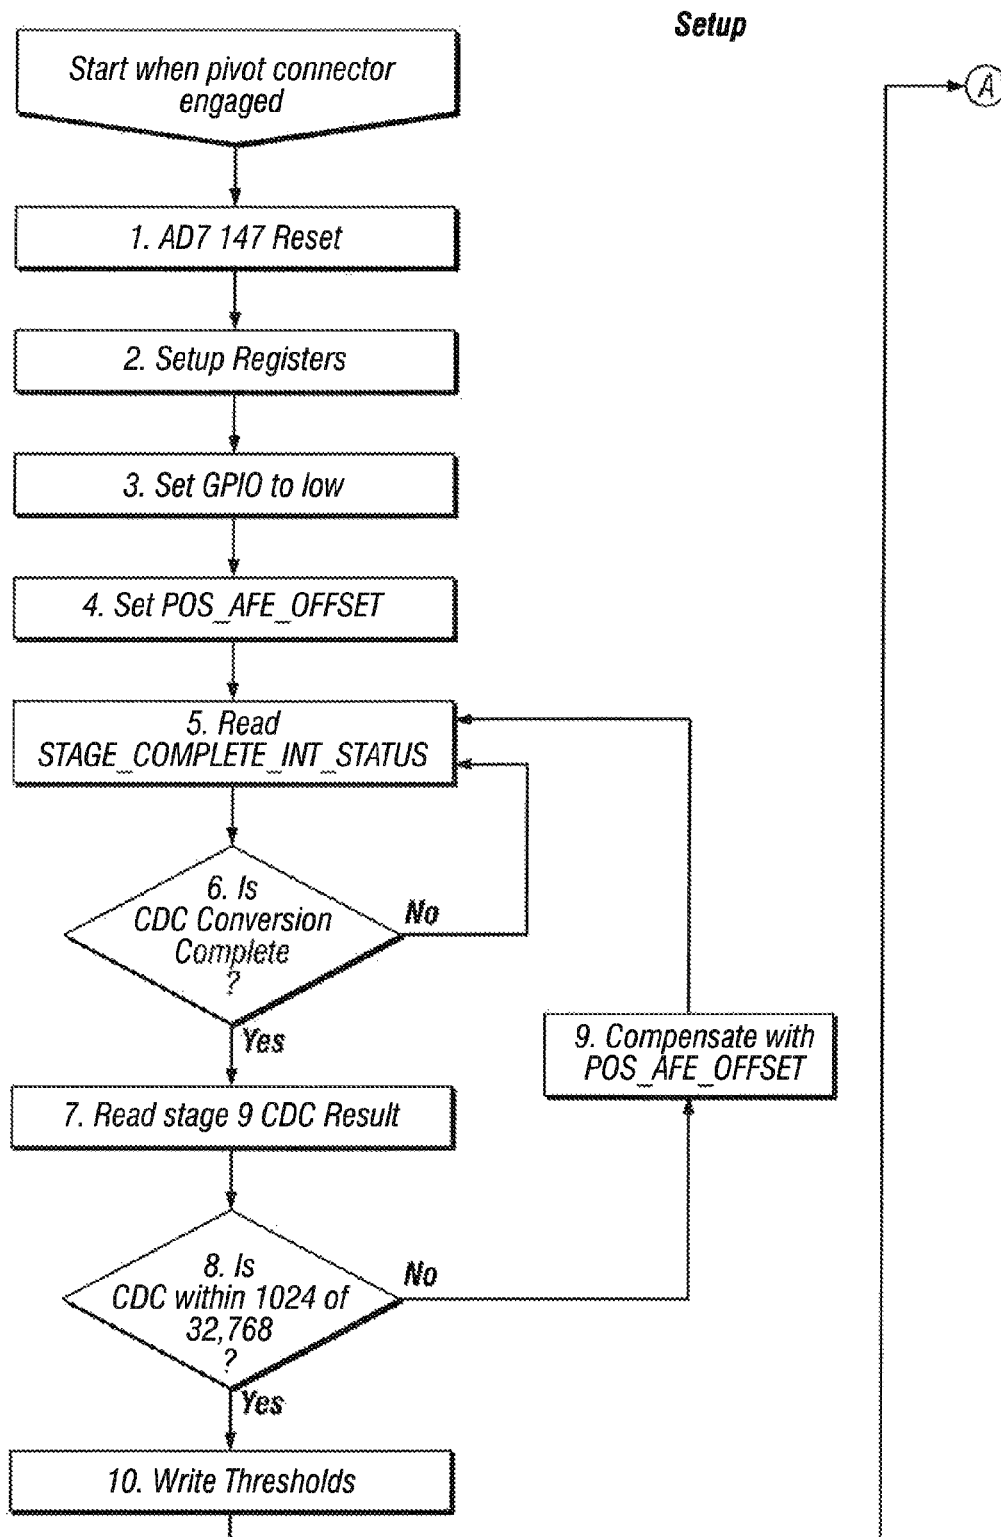 Setup
Start when pivot connector
engaged
A
1. AD7 147 Reset
2. Setup Registers
3. Set GPIO to low
4. Set POS_AFE_OFFSET
5. Read
STAGE_COMPLETE_INT_STATUS
6. Is
CDC Conversion
Complete
?
No
Yes
9. Compensate with
POS_AFE_OFFSET
7. Read stage 9 CDC Result
8. Is
CDC within 1024 of
32,768
?
No
Yes
10. Write Thresholds